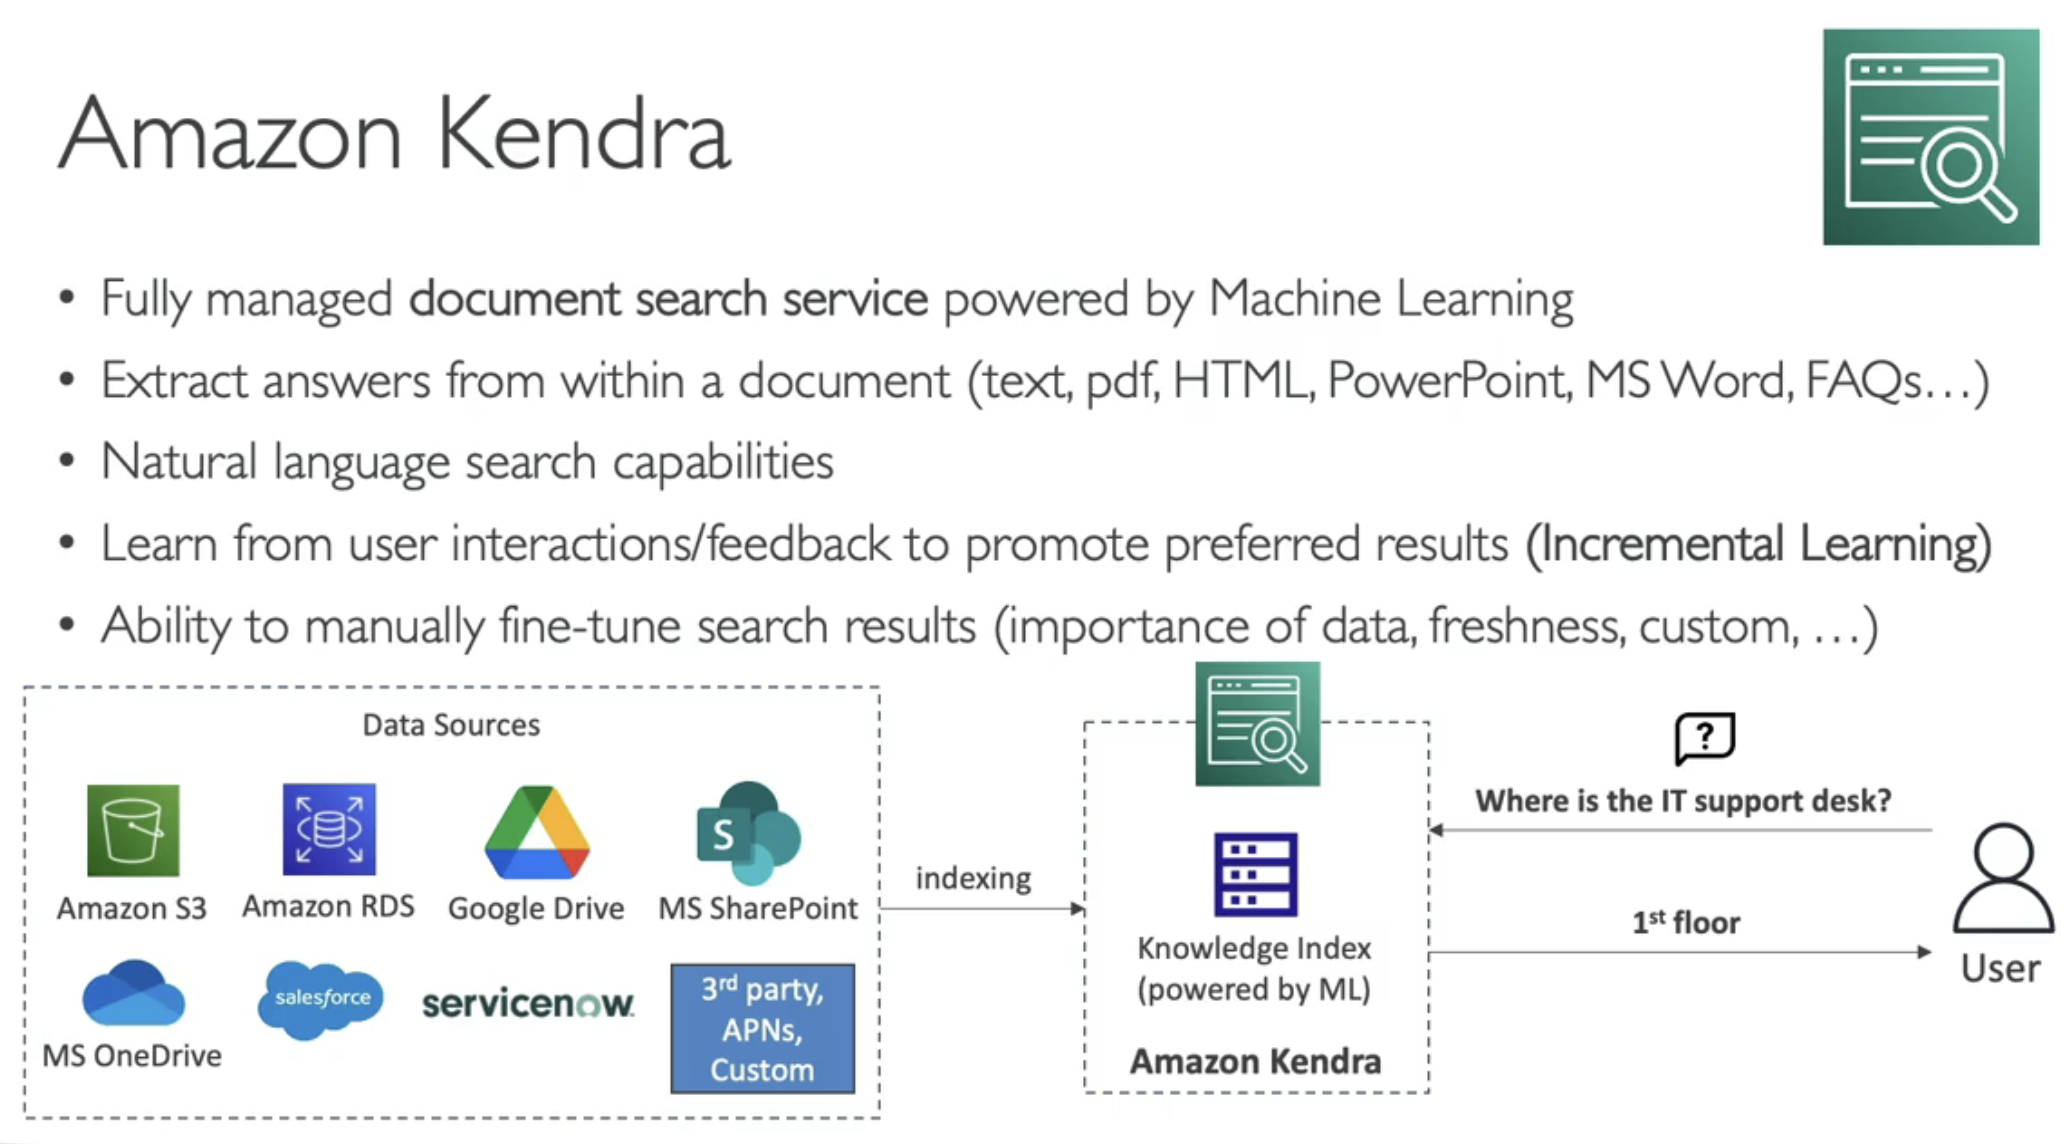 Amazon Kendra
• Fully managed document search service powered by Machine Learning
• Extract answers from within a document (text, pdf, HTML, PowerPoint, MS Word, FAQs…)
• Natural language search capabilities
• Learn from user interactions/feedback to promote preferred results (Incremental Learning)
• Ability to manually fine-tune search results (importance of data, freshness, custom, …)
Data Sources
S
Amazon S3
Amazon RDS
Google Drive
MS SharePoint
MS OneDrive
salesforce
servicenow
3rd party,
APNs,
Custom
indexing
Knowledge Index
(powered by ML)
Amazon Kendra
?
Where is the IT support desk?
1st floor
User